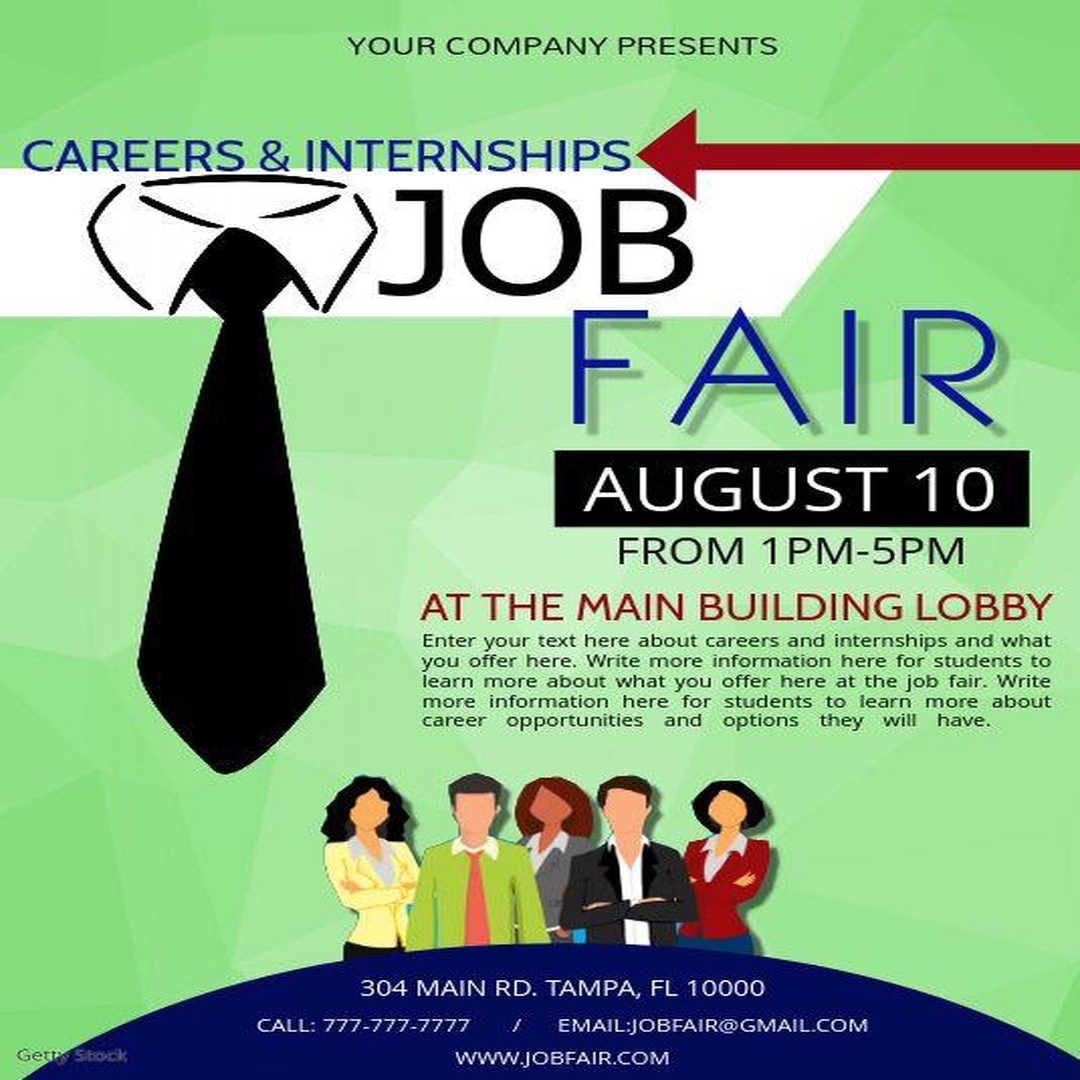 YOUR COMPANY PRESENTS
CAREERS & INTERNSHIPS
JOB
FAIR
AUGUST 10
FROM 1PM-5PM
AT THE MAIN BUILDING LOBBY
Enter your text here about careers and internships and what
you offer here. Write more information here for students to
learn more about what you offer here at the job fair. Write
more information here for students to learn more about
career opportunities and options they will have.
304 MAIN RD. TAMPA, FL 10000
CALL: 777-777-7777 / EMAIL:JOBFAIR@GMAIL.COM
WWW.JOBFAIR.COM
Getty Stock